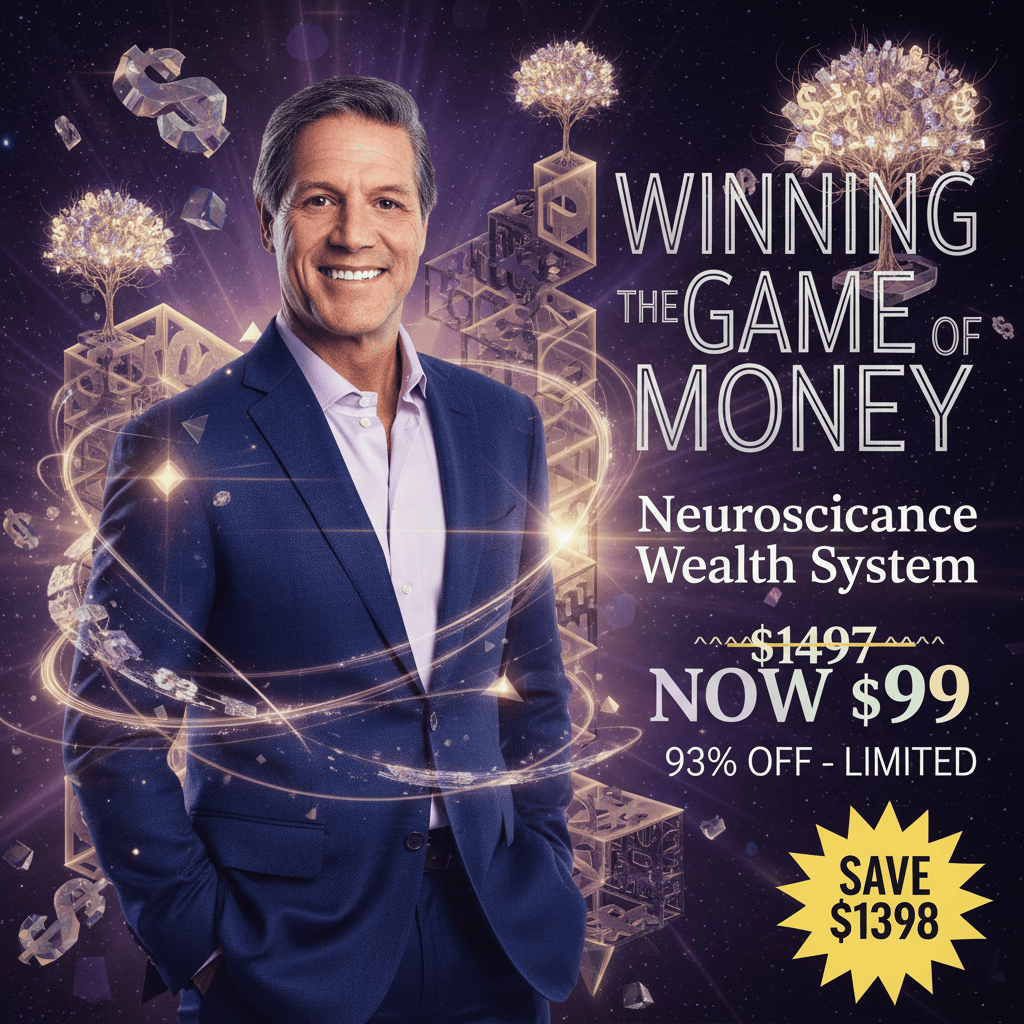 WINNING
THE GAME OF
MONEY
Neuroscicance
Wealth System
$1497
NOW $99
93% OFF - LIMITED
SAVE
$1398